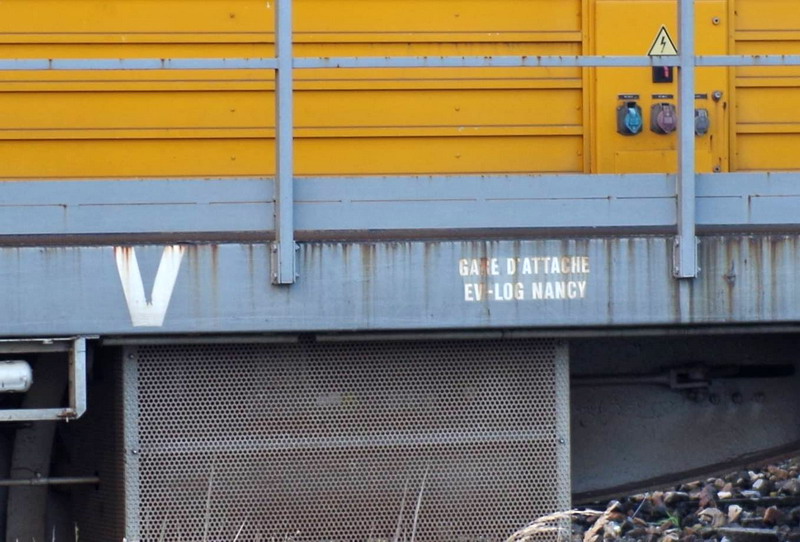 V
GARE D'ATTACHE
EV-LOG NANCY